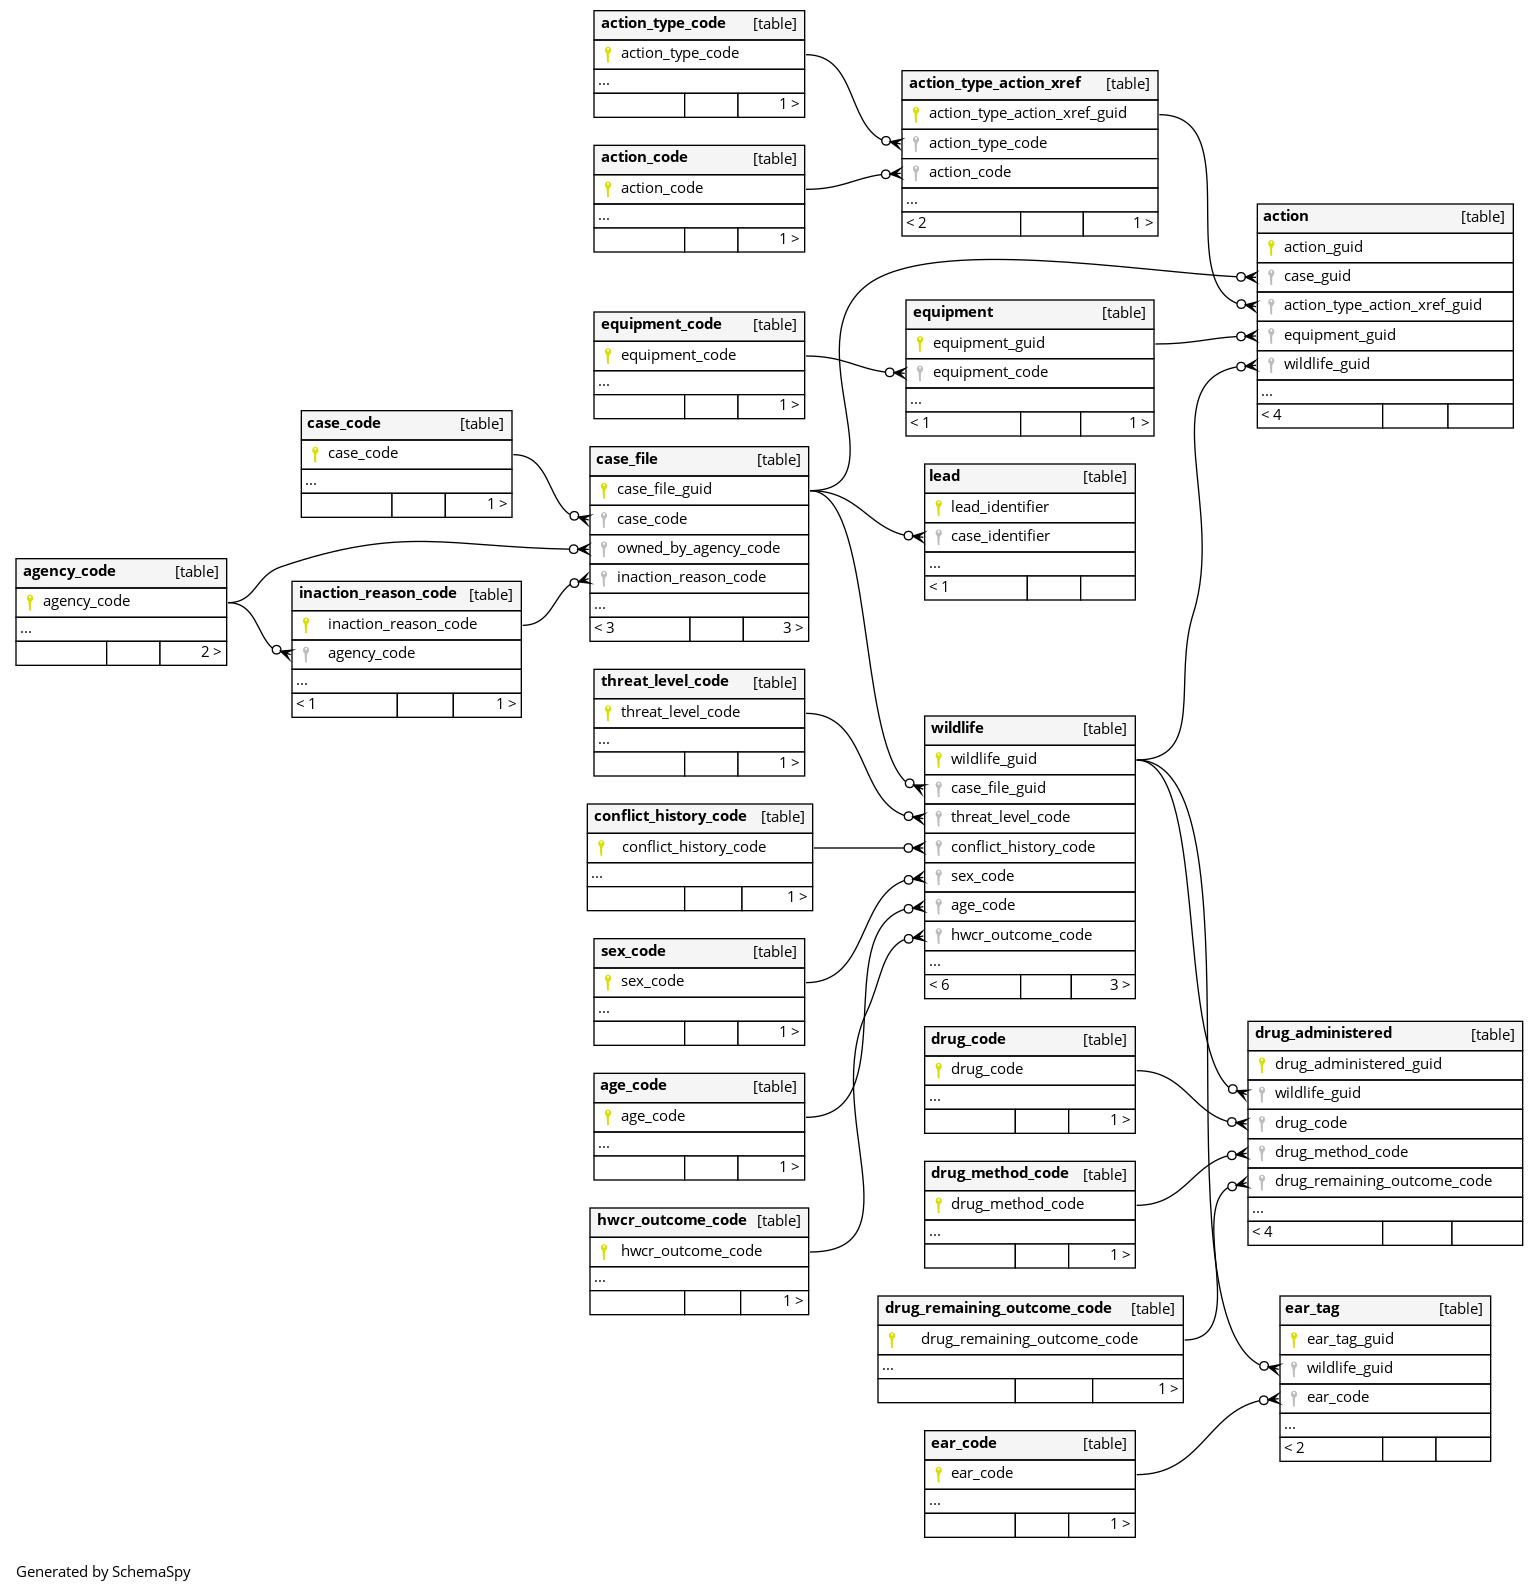 action_type_code [table]
action_type_code
...
1 >
action_type_action_xref [table]
action_type_action_xref_guid
action_type_code
action_code
...
< 2 1 >
action_code [table]
action_code
...
1 >
action [table]
action_guid
case_guid
action_type_action_xref_guid
equipment_guid
wildlife_guid
...
< 4
equipment_code [table]
equipment_code
...
1 >
equipment [table]
equipment_guid
equipment_code
...
< 1 1 >
case_code [table]
case_code
...
1 >
case_file [table]
case_file_guid
case_code
owned_by_agency_code
inaction_reason_code
...
< 3 3 >
lead [table]
lead_identifier
case_identifier
...
< 1
agency_code [table]
agency_code
...
2 >
inaction_reason_code [table]
inaction_reason_code
agency_code
...
< 1 1 >
threat_level_code [table]
threat_level_code
...
1 >
wildlife [table]
wildlife_guid
case_file_guid
threat_level_code
conflict_history_code
sex_code
age_code
hwcr_outcome_code
...
< 6 3 >
conflict_history_code [table]
conflict_history_code
...
1 >
sex_code [table]
sex_code
...
1 >
drug_code [table]
drug_code
...
1 >
drug_administered [table]
drug_administered_guid
wildlife_guid
drug_code
drug_method_code
drug_remaining_outcome_code
...
< 4
age_code [table]
age_code
...
1 >
drug_method_code [table]
drug_method_code
...
1 >
hwcr_outcome_code [table]
hwcr_outcome_code
...
1 >
drug_remaining_outcome_code [table]
drug_remaining_outcome_code
...
1 >
ear_tag [table]
ear_tag_guid
wildlife_guid
ear_code
...
< 2
ear_code [table]
ear_code
...
1 >
Generated by SchemaSpy